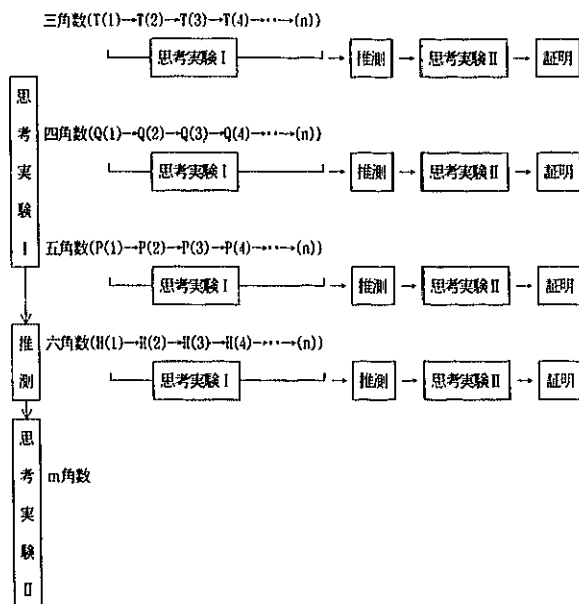 三角数(T(1)→T(2)→T(3)→T(4)→‥‥→(n))
思考実験Ⅰ → 推測 → 思考実験Ⅱ → 証明
四角数(Q(1)→Q(2)→Q(3)→Q(4)→‥‥→(n))
思考実験Ⅰ → 推測 → 思考実験Ⅱ → 証明
五角数(P(1)→P(2)→P(3)→P(4)→‥‥→(n))
思考実験Ⅰ → 推測 → 思考実験Ⅱ → 証明
六角数(H(1)→H(2)→H(3)→H(4)→‥‥→(n))
思考実験Ⅰ → 推測 → 思考実験Ⅱ → 証明
m角数
思考実験Ⅰ
推測
思考実験Ⅱ